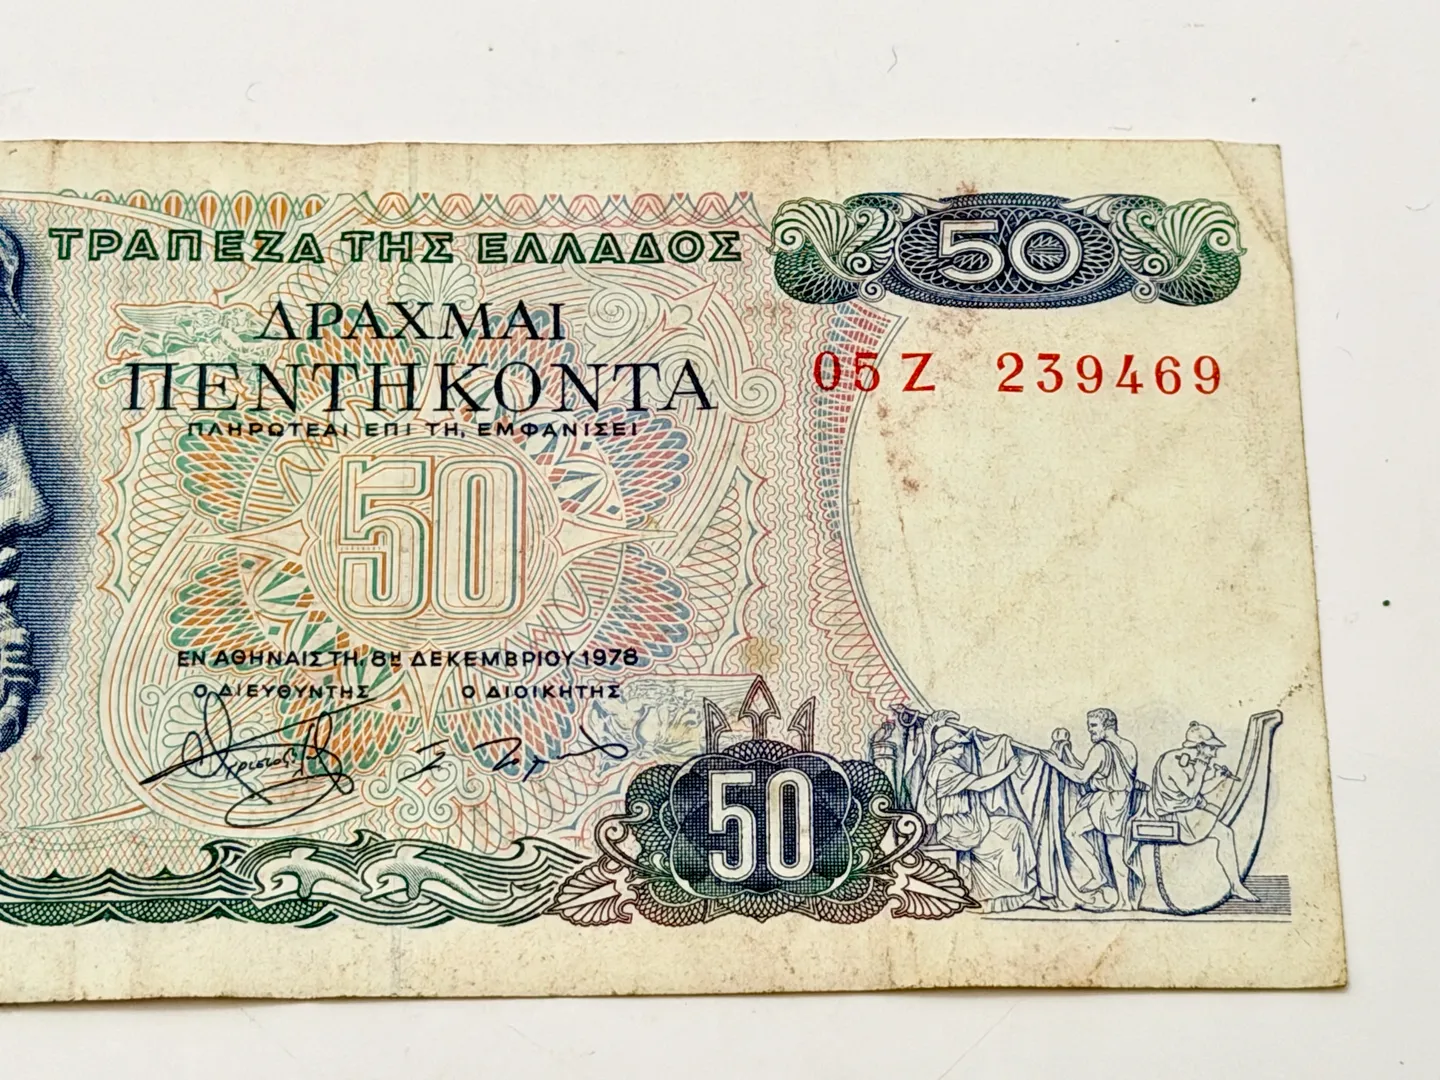 ΤΡΑΠΕΖΑ ΤΗΣ ΕΛΛΑΔΟΣ
50
ΔΡΑΧΜΑΙ
ΠΕΝΤΗΚΟΝΤΑ
05Ζ 239469
ΠΛΗΡΩΤΕΑΙ ΕΠΙ ΤΗ, ΕΜΦΑΝΙΣΕΙ
50
ΕΝ ΑΘΗΝΑΙΣ ΤΗ, 8ῃ ΔΕΚΕΜΒΡΙΟΥ 1978
Ο ΔΙΕΥΘΥΝΤΗΣ Ο ΔΙΟΙΚΗΤΗΣ
50